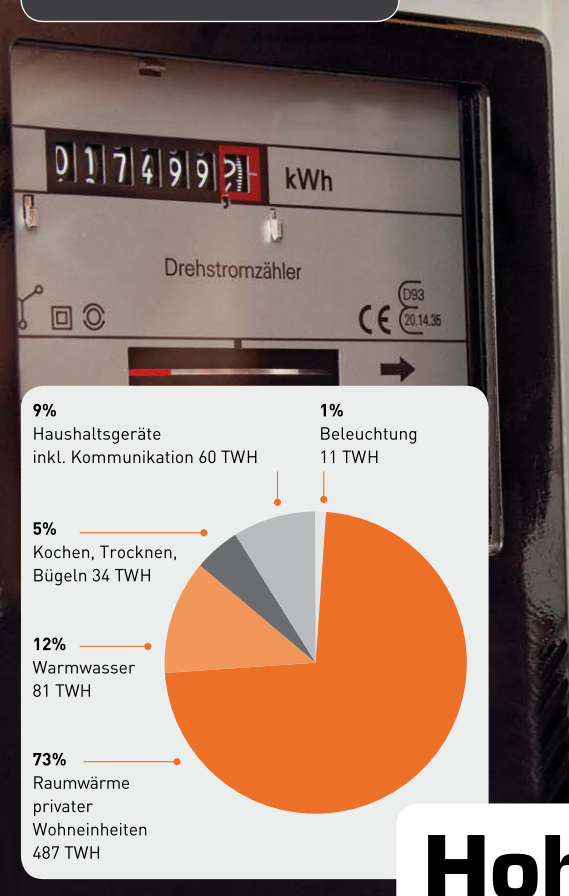 017499
kWh
Drehstromzähler
D93
CE 20.14.35
9%
Haushaltsgeräte
inkl. Kommunikation 60 TWH
1%
Beleuchtung
11 TWH
5%
Kochen, Trocknen,
Bügeln 34 TWH
12%
Warmwasser
81 TWH
73%
Raumwärme
privater
Wohneinheiten
487 TWH